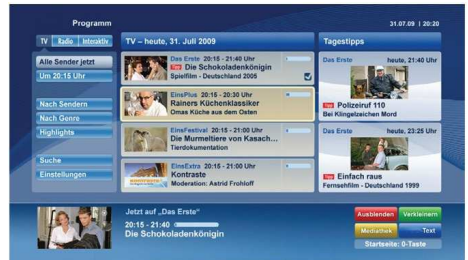 Programm
31.07.09 | 20:20
TV Radio Interaktiv
TV – heute, 31. Juli 2009
Tagestipps
Alle Sender jetzt
Um 20:15 Uhr
Nach Sendern
Nach Genre
Highlights
Suche
Einstellungen
Das Erste 20:15 - 21:40 Uhr
Tipp Die Schokoladenkönigin
Spielfilm - Deutschland 2005
EinsPlus 20:15 - 20:30 Uhr
Rainers Küchenklassiker
Omas Küche aus dem Osten
EinsFestival 20:15 - 21:00 Uhr
Die Murmeltiere von Kasach...
Tierdokumentation
EinsExtra 20:15 - 21:00 Uhr
Kontraste
Moderation: Astrid Frohloff
Das Erste heute, 21:40 Uhr
Tipp Polizeiruf 110
Bei Klingelzeichen Mord
Das Erste heute, 23:25 Uhr
Tipp Einfach raus
Fernsehfilm - Deutschland 1999
Jetzt auf „Das Erste“
20:15 - 21:40
Die Schokoladenkönigin
Ausblenden Verkleinern
Mediathek Text
Startseite: 0-Taste